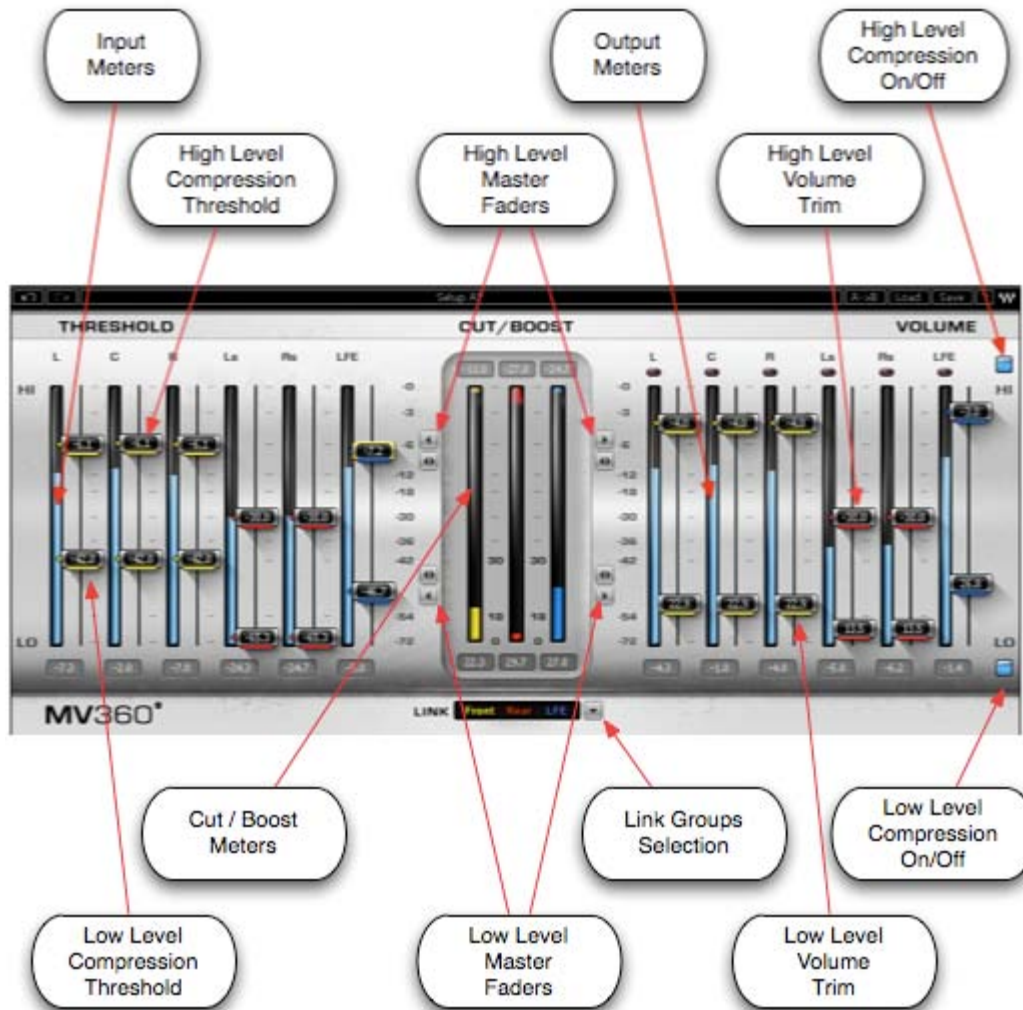 Input
Meters
Output
Meters
High Level
Compression
On/Off
High Level
Compression
Threshold
High Level
Master
Faders
High Level
Volume
Trim
Setup A
A->B Load Save
THRESHOLD CUT/BOOST VOLUME
L C R Ls Rs LFE
L C R Ls Rs LFE
HI
HI
-0
-3
-6
-12
-18
-30
-36
-42
-54
-72
30
18
0
30
18
0
-0
-3
-6
-12
-18
-30
-36
-42
-54
-72
LO
LO
MV360°
LINK Front Rear LFE
Cut / Boost
Meters
Link Groups
Selection
Low Level
Compression
On/Off
Low Level
Compression
Threshold
Low Level
Master
Faders
Low Level
Volume
Trim